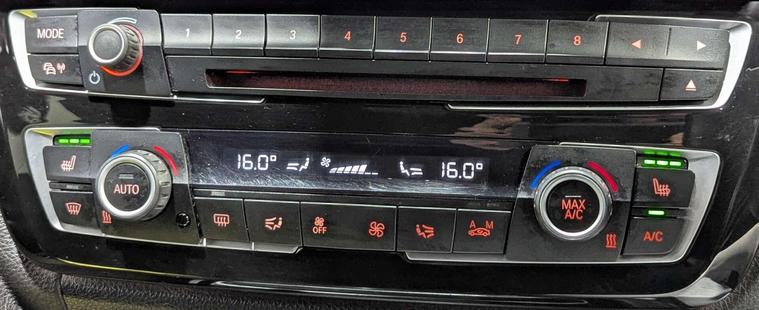 MODE 1 2 3 4 5 6 7 8
16.0° 16.0°
AUTO MAX A/C
OFF A M A/C